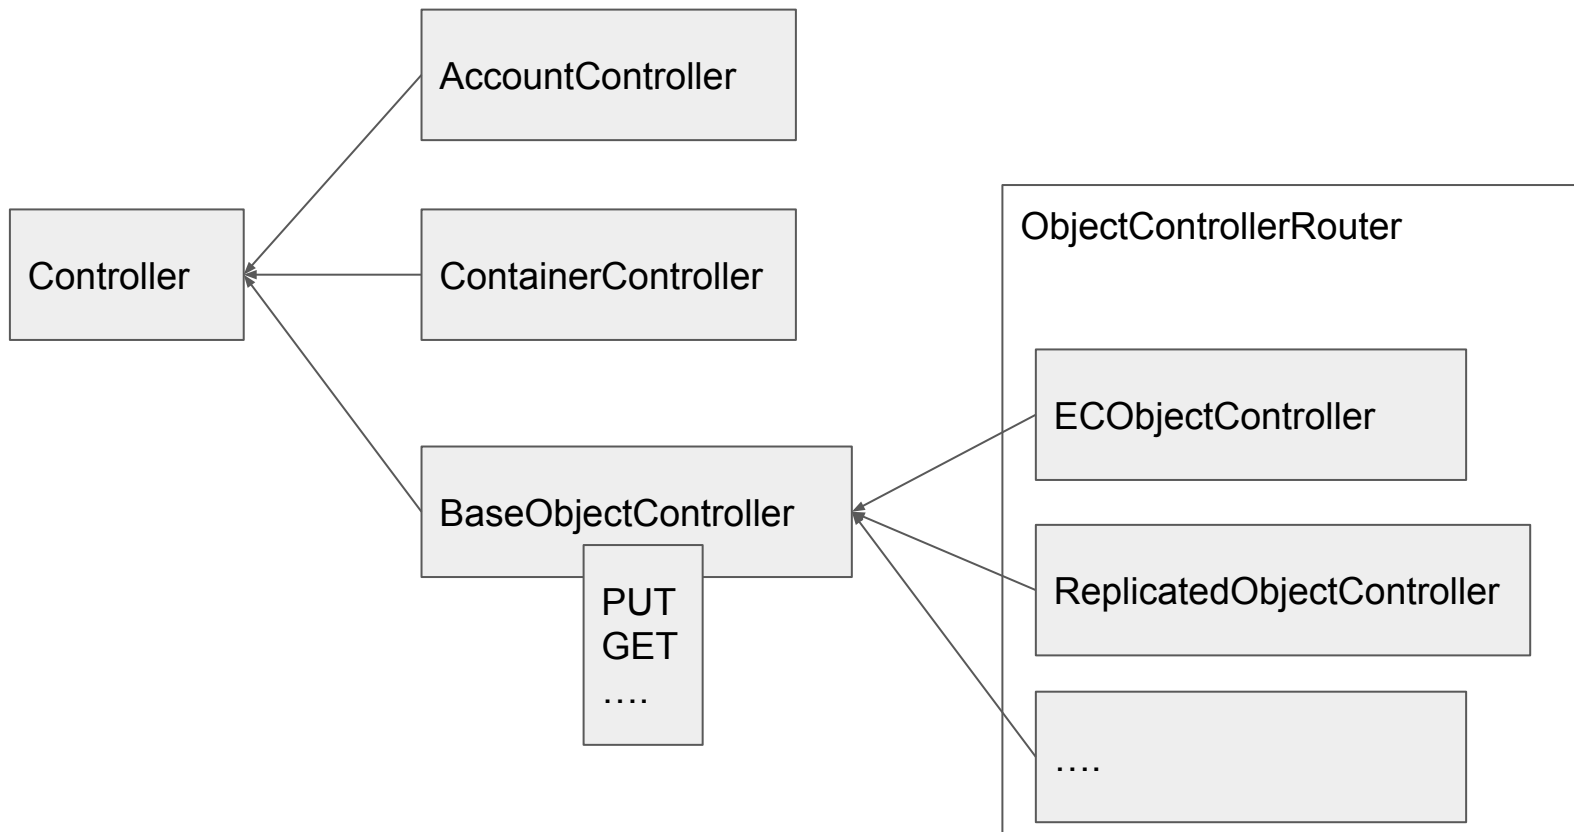 AccountController
Controller
ContainerController
BaseObjectController
PUT
GET
….
ObjectControllerRouter
ECObjectController
ReplicatedObjectController
….